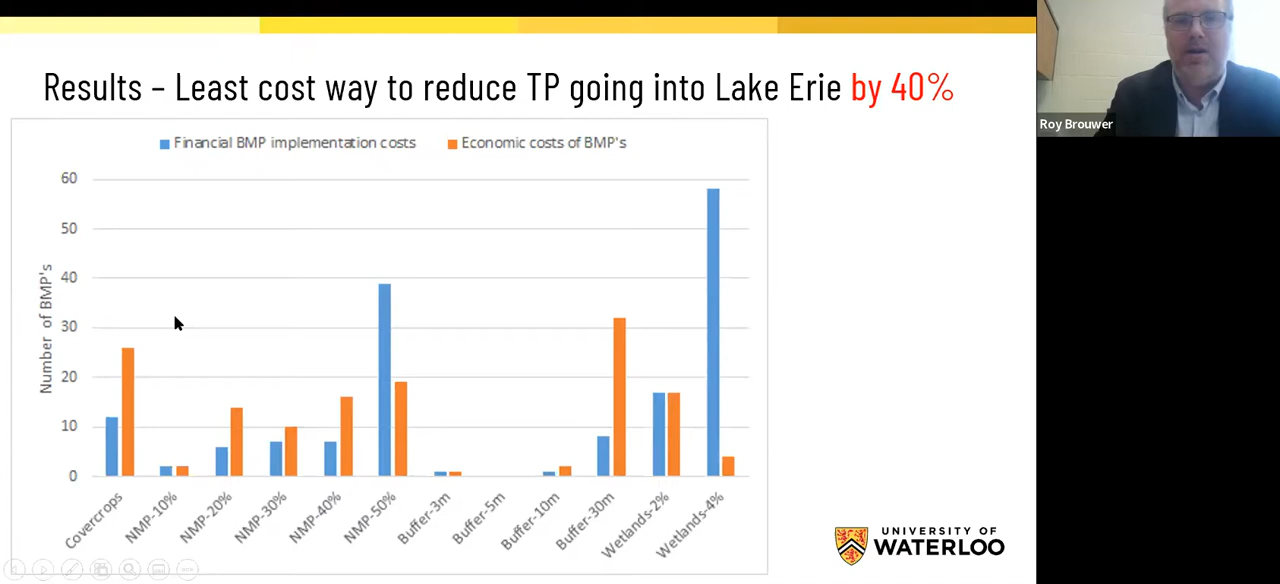 Results – Least cost way to reduce TP going into Lake Erie by 40%
Roy Brouwer
Financial BMP implementation costs
Economic costs of BMP's
Number of BMP's
60
50
40
30
20
10
0
Covercrops
NMP-10%
NMP-20%
NMP-30%
NMP-40%
NMP-50%
Buffer-3m
Buffer-5m
Buffer-10m
Buffer-30m
Wetlands-2%
Wetlands-4%
UNIVERSITY OF
WATERLOO